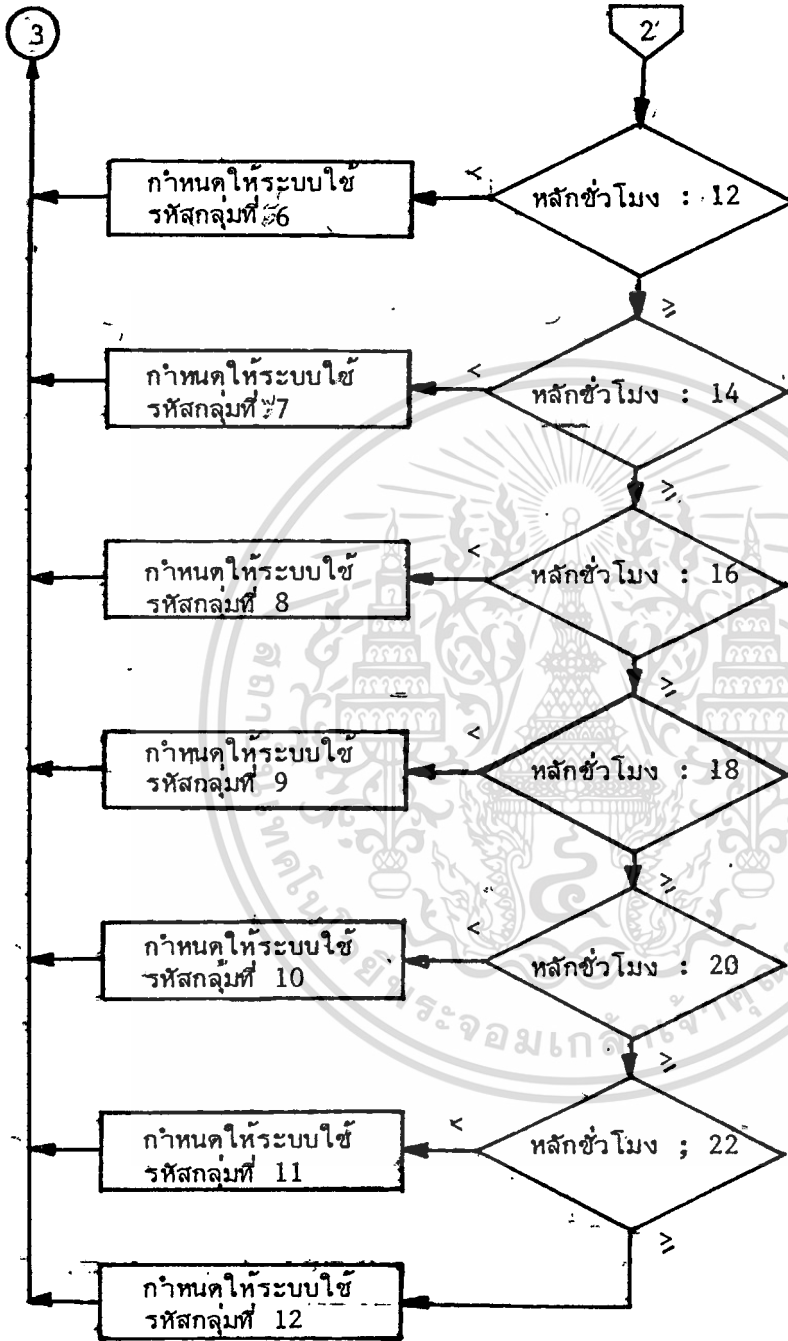 3
2
<
กำหนดให้ระบบใช้
รหัสกลุ่มที่ 6
หลักชั่วโมง : 12
≥
<
กำหนดให้ระบบใช้
รหัสกลุ่มที่ 7
หลักชั่วโมง : 14
≥
<
กำหนดให้ระบบใช้
รหัสกลุ่มที่ 8
หลักชั่วโมง : 16
≥
<
กำหนดให้ระบบใช้
รหัสกลุ่มที่ 9
หลักชั่วโมง : 18
≥
<
กำหนดให้ระบบใช้
รหัสกลุ่มที่ 10
หลักชั่วโมง : 20
≥
<
กำหนดให้ระบบใช้
รหัสกลุ่มที่ 11
หลักชั่วโมง ; 22
≥
กำหนดให้ระบบใช้
รหัสกลุ่มที่ 12